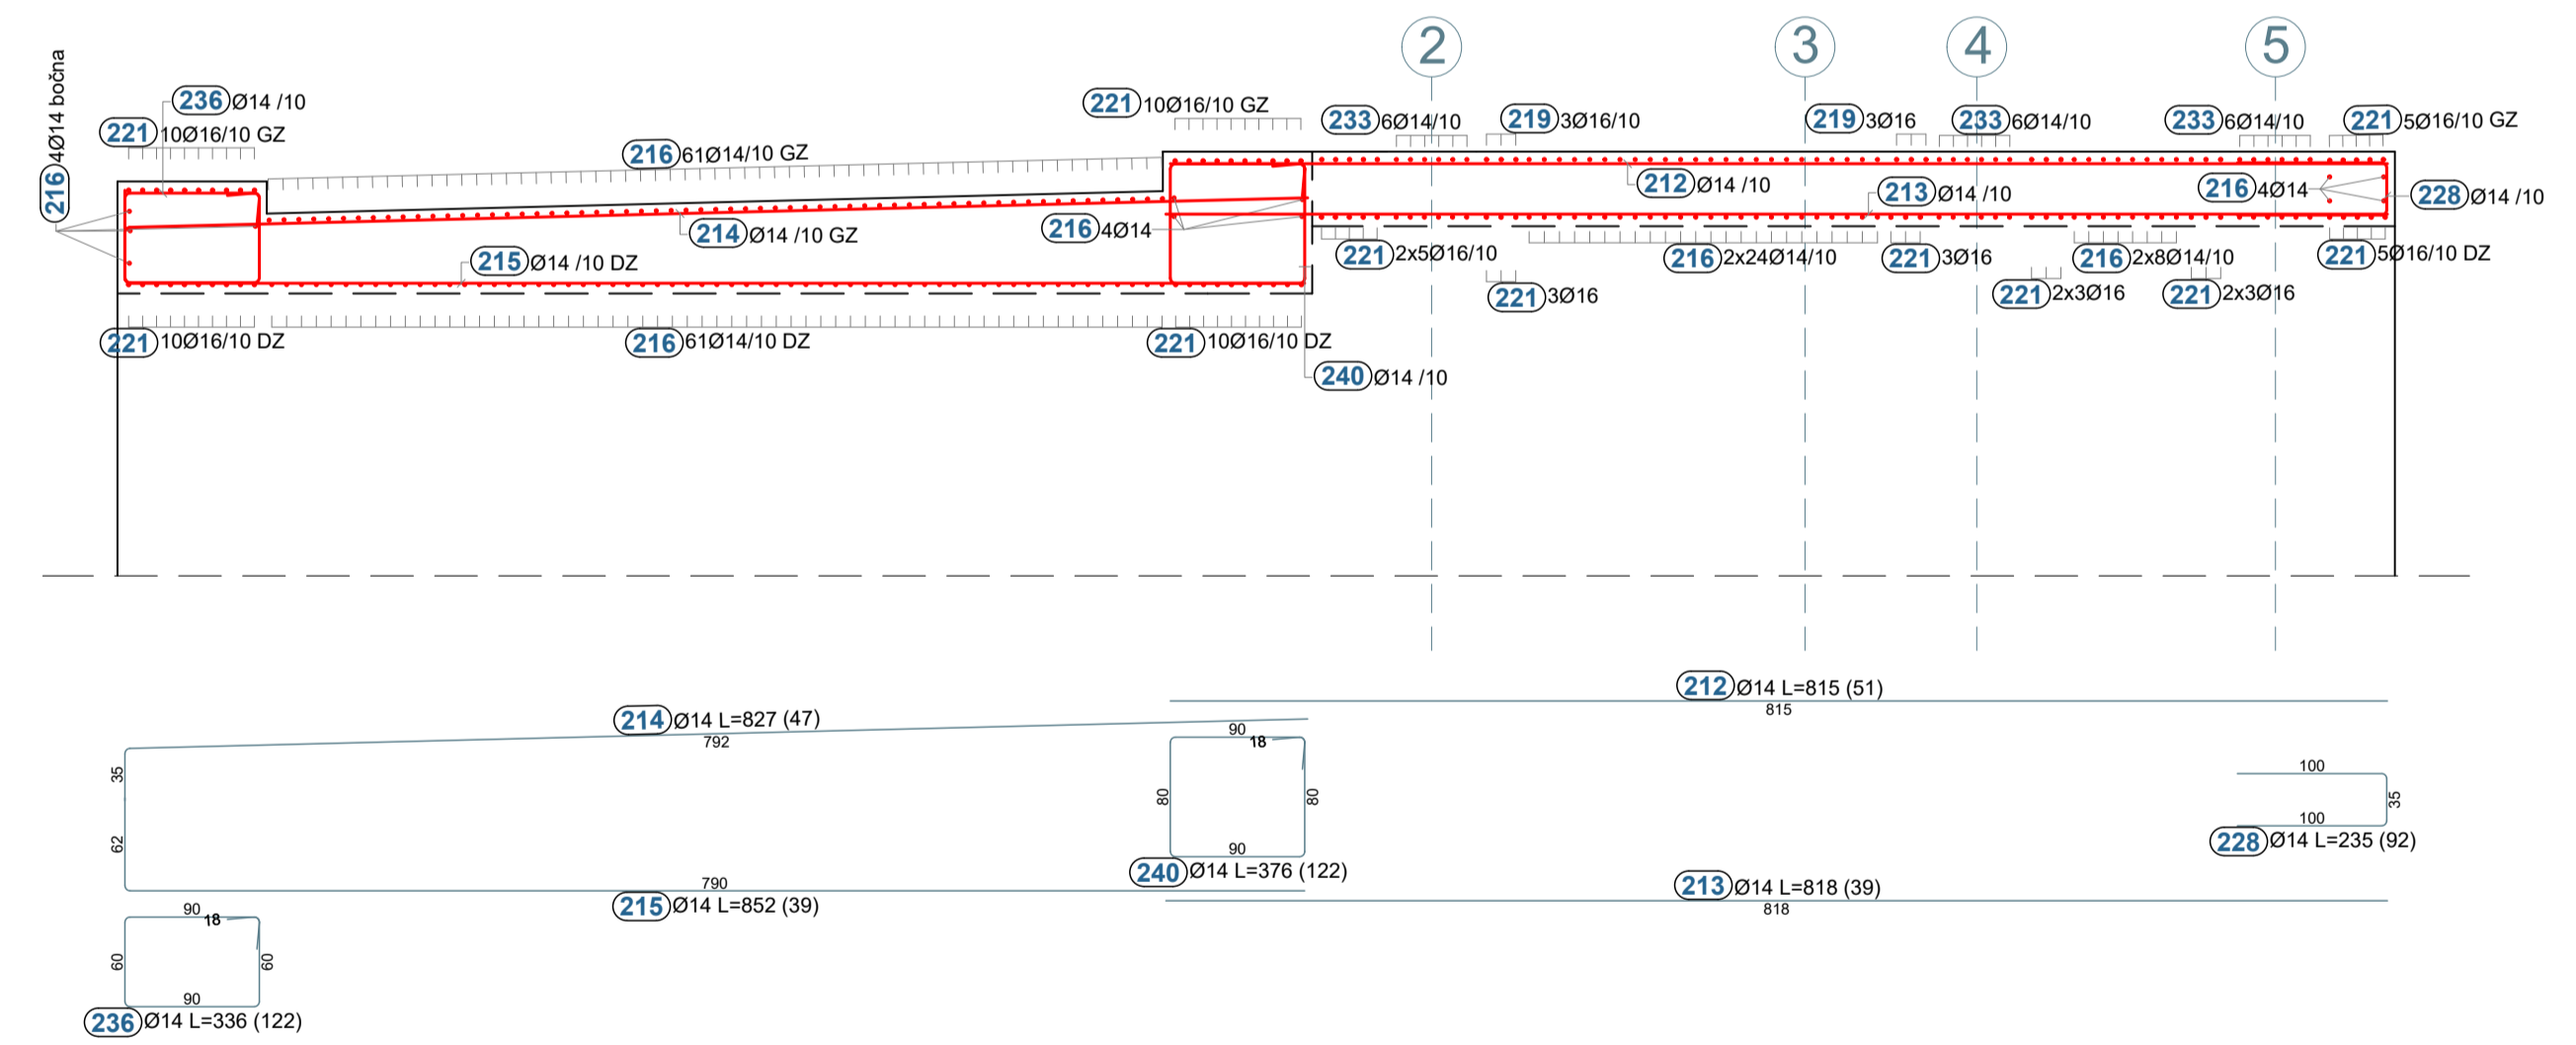 2
3
4
5
216 4Ø14 bočna
236 Ø14 /10
221 10Ø16/10 GZ
216 61Ø14/10 GZ
221 10Ø16/10 GZ
233 6Ø14/10
219 3Ø16/10
219 3Ø16
233 6Ø14/10
233 6Ø14/10
221 5Ø16/10 GZ
212 Ø14 /10
213 Ø14 /10
216 4Ø14
228 Ø14 /10
214 Ø14 /10 GZ
216 4Ø14
215 Ø14 /10 DZ
221 2x5Ø16/10
216 2x24Ø14/10
221 3Ø16
216 2x8Ø14/10
221 5Ø16/10 DZ
221 3Ø16
221 2x3Ø16
221 2x3Ø16
221 10Ø16/10 DZ
216 61Ø14/10 DZ
221 10Ø16/10 DZ
240 Ø14 /10
212 Ø14 L=815 (51)
815
214 Ø14 L=827 (47)
792
35
62
90
18
80
80
90
240 Ø14 L=376 (122)
100
35
100
228 Ø14 L=235 (92)
790
215 Ø14 L=852 (39)
213 Ø14 L=818 (39)
818
90
18
60
60
90
236 Ø14 L=336 (122)